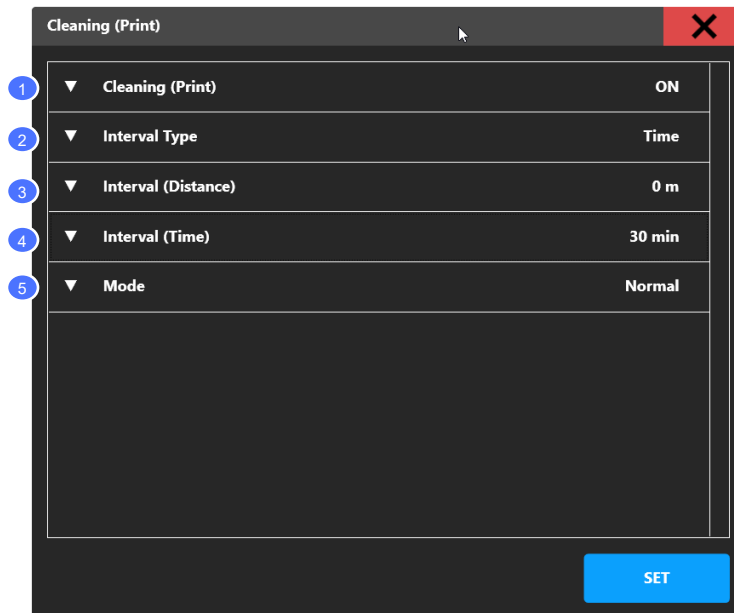 Cleaning (Print)
1 Cleaning (Print) ON
2 Interval Type Time
3 Interval (Distance) 0 m
4 Interval (Time) 30 min
5 Mode Normal
SET